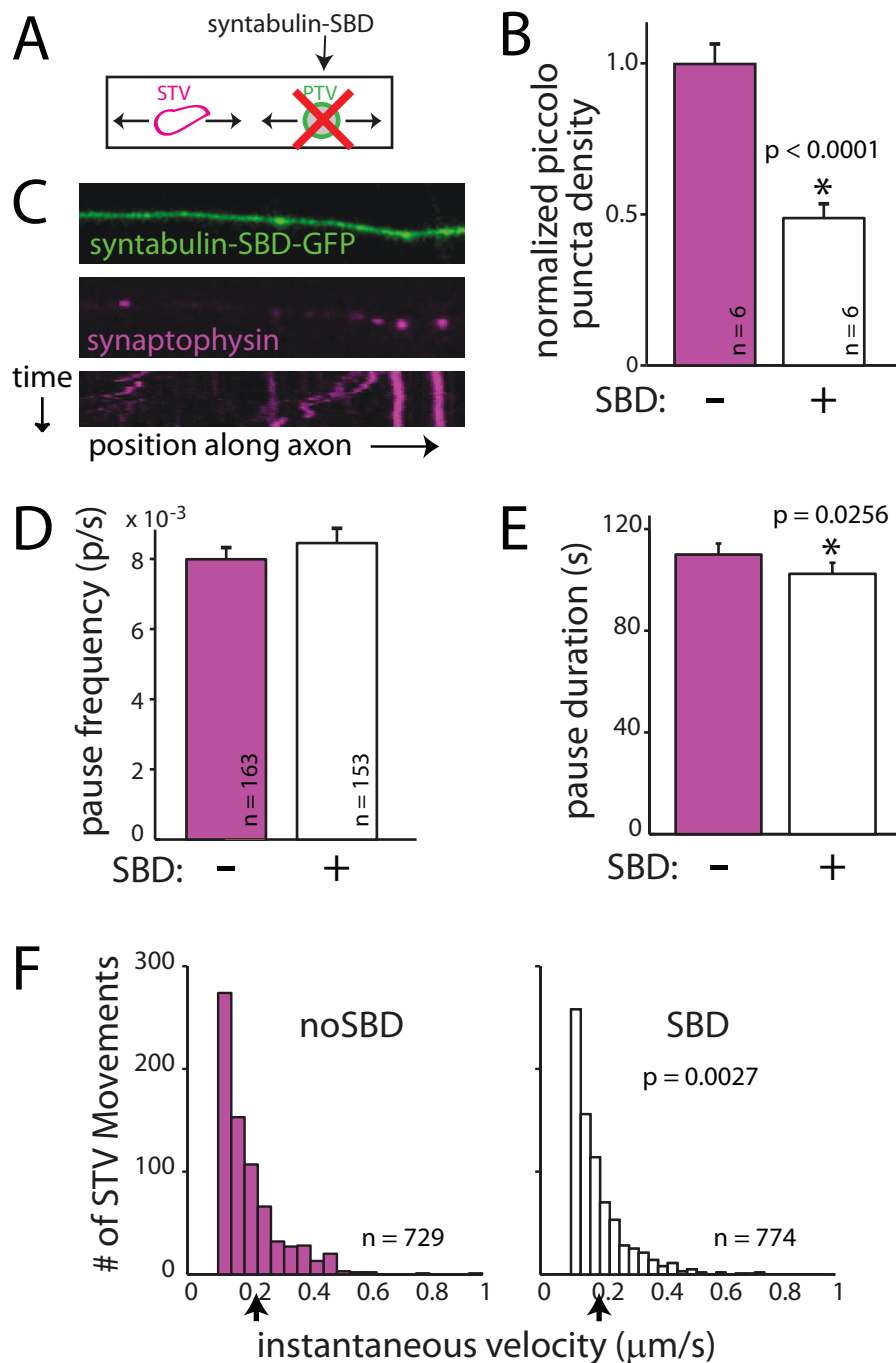 A
syntabulin-SBD
STV
PTV
B
normalized piccolo
puncta density
1.0
0.5
0
p < 0.0001
*
n = 6
n = 6
SBD: - +
C
syntabulin-SBD-GFP
synaptophysin
time
position along axon
D
pause frequency (p/s)
x 10⁻³
8
6
4
2
0
n = 163
n = 153
SBD: - +
E
pause duration (s)
120
80
40
0
p = 0.0256
*
SBD: - +
F
# of STV Movements
300
200
100
0
noSBD
n = 729
0 0.2 0.4 0.6 0.8 1
SBD
p = 0.0027
n = 774
0 0.2 0.4 0.6 0.8 1
instantaneous velocity (μm/s)